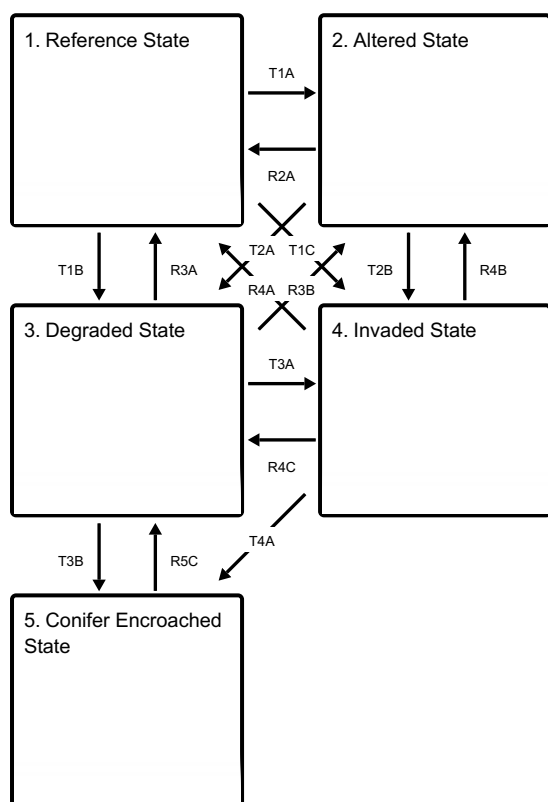 1. Reference State
2. Altered State
T1A
R2A
T2A
T1C
T1B
R3A
T2B
R4B
R4A
R3B
3. Degraded State
4. Invaded State
T3A
R4C
T3B
R5C
T4A
5. Conifer Encroached
State